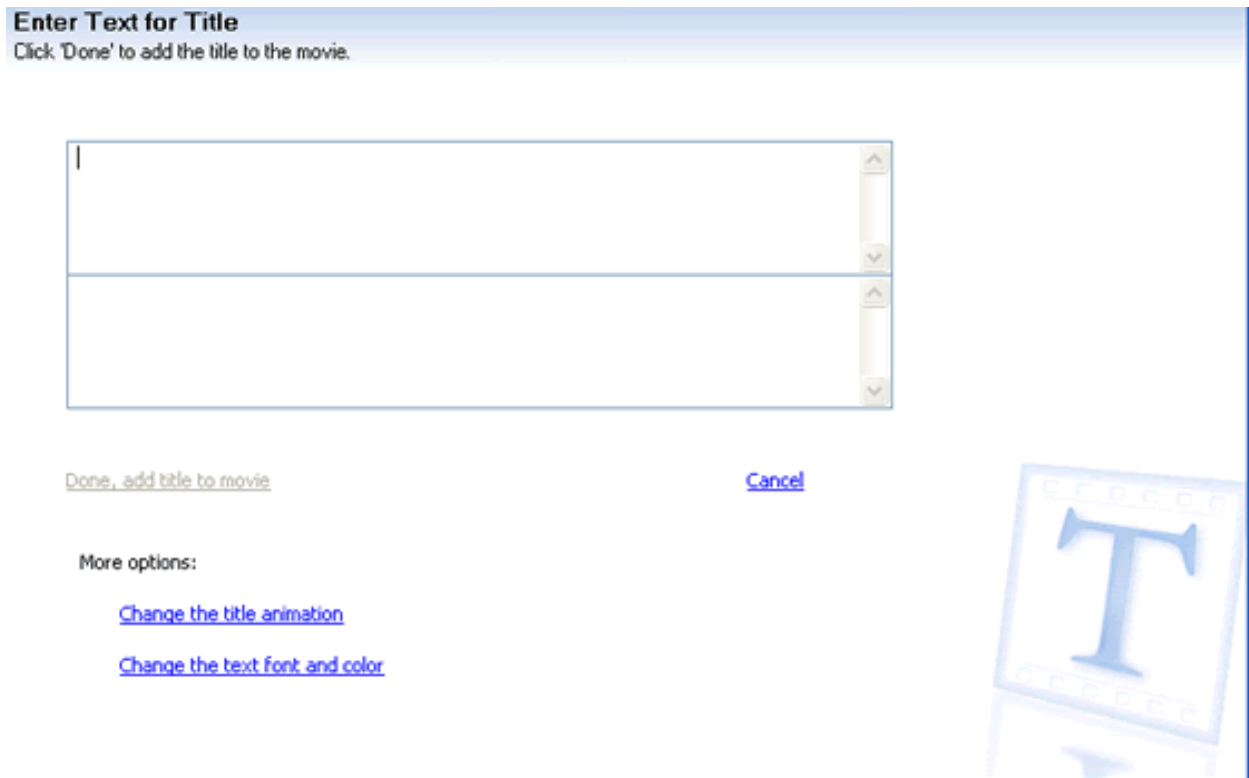 Enter Text for Title
Click 'Done' to add the title to the movie.
Done, add title to movie
Cancel
More options:
Change the title animation
Change the text font and color
T